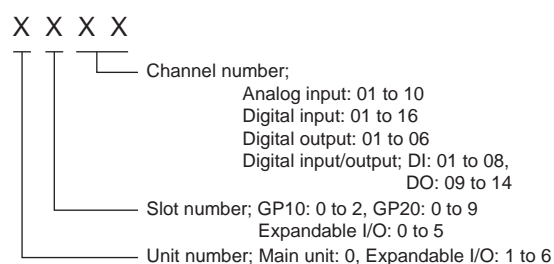 X X X X
Channel number;
Analog input: 01 to 10
Digital input: 01 to 16
Digital output: 01 to 06
Digital input/output; DI: 01 to 08,
DO: 09 to 14
Slot number; GP10: 0 to 2, GP20: 0 to 9
Expandable I/O: 0 to 5
Unit number; Main unit: 0, Expandable I/O: 1 to 6